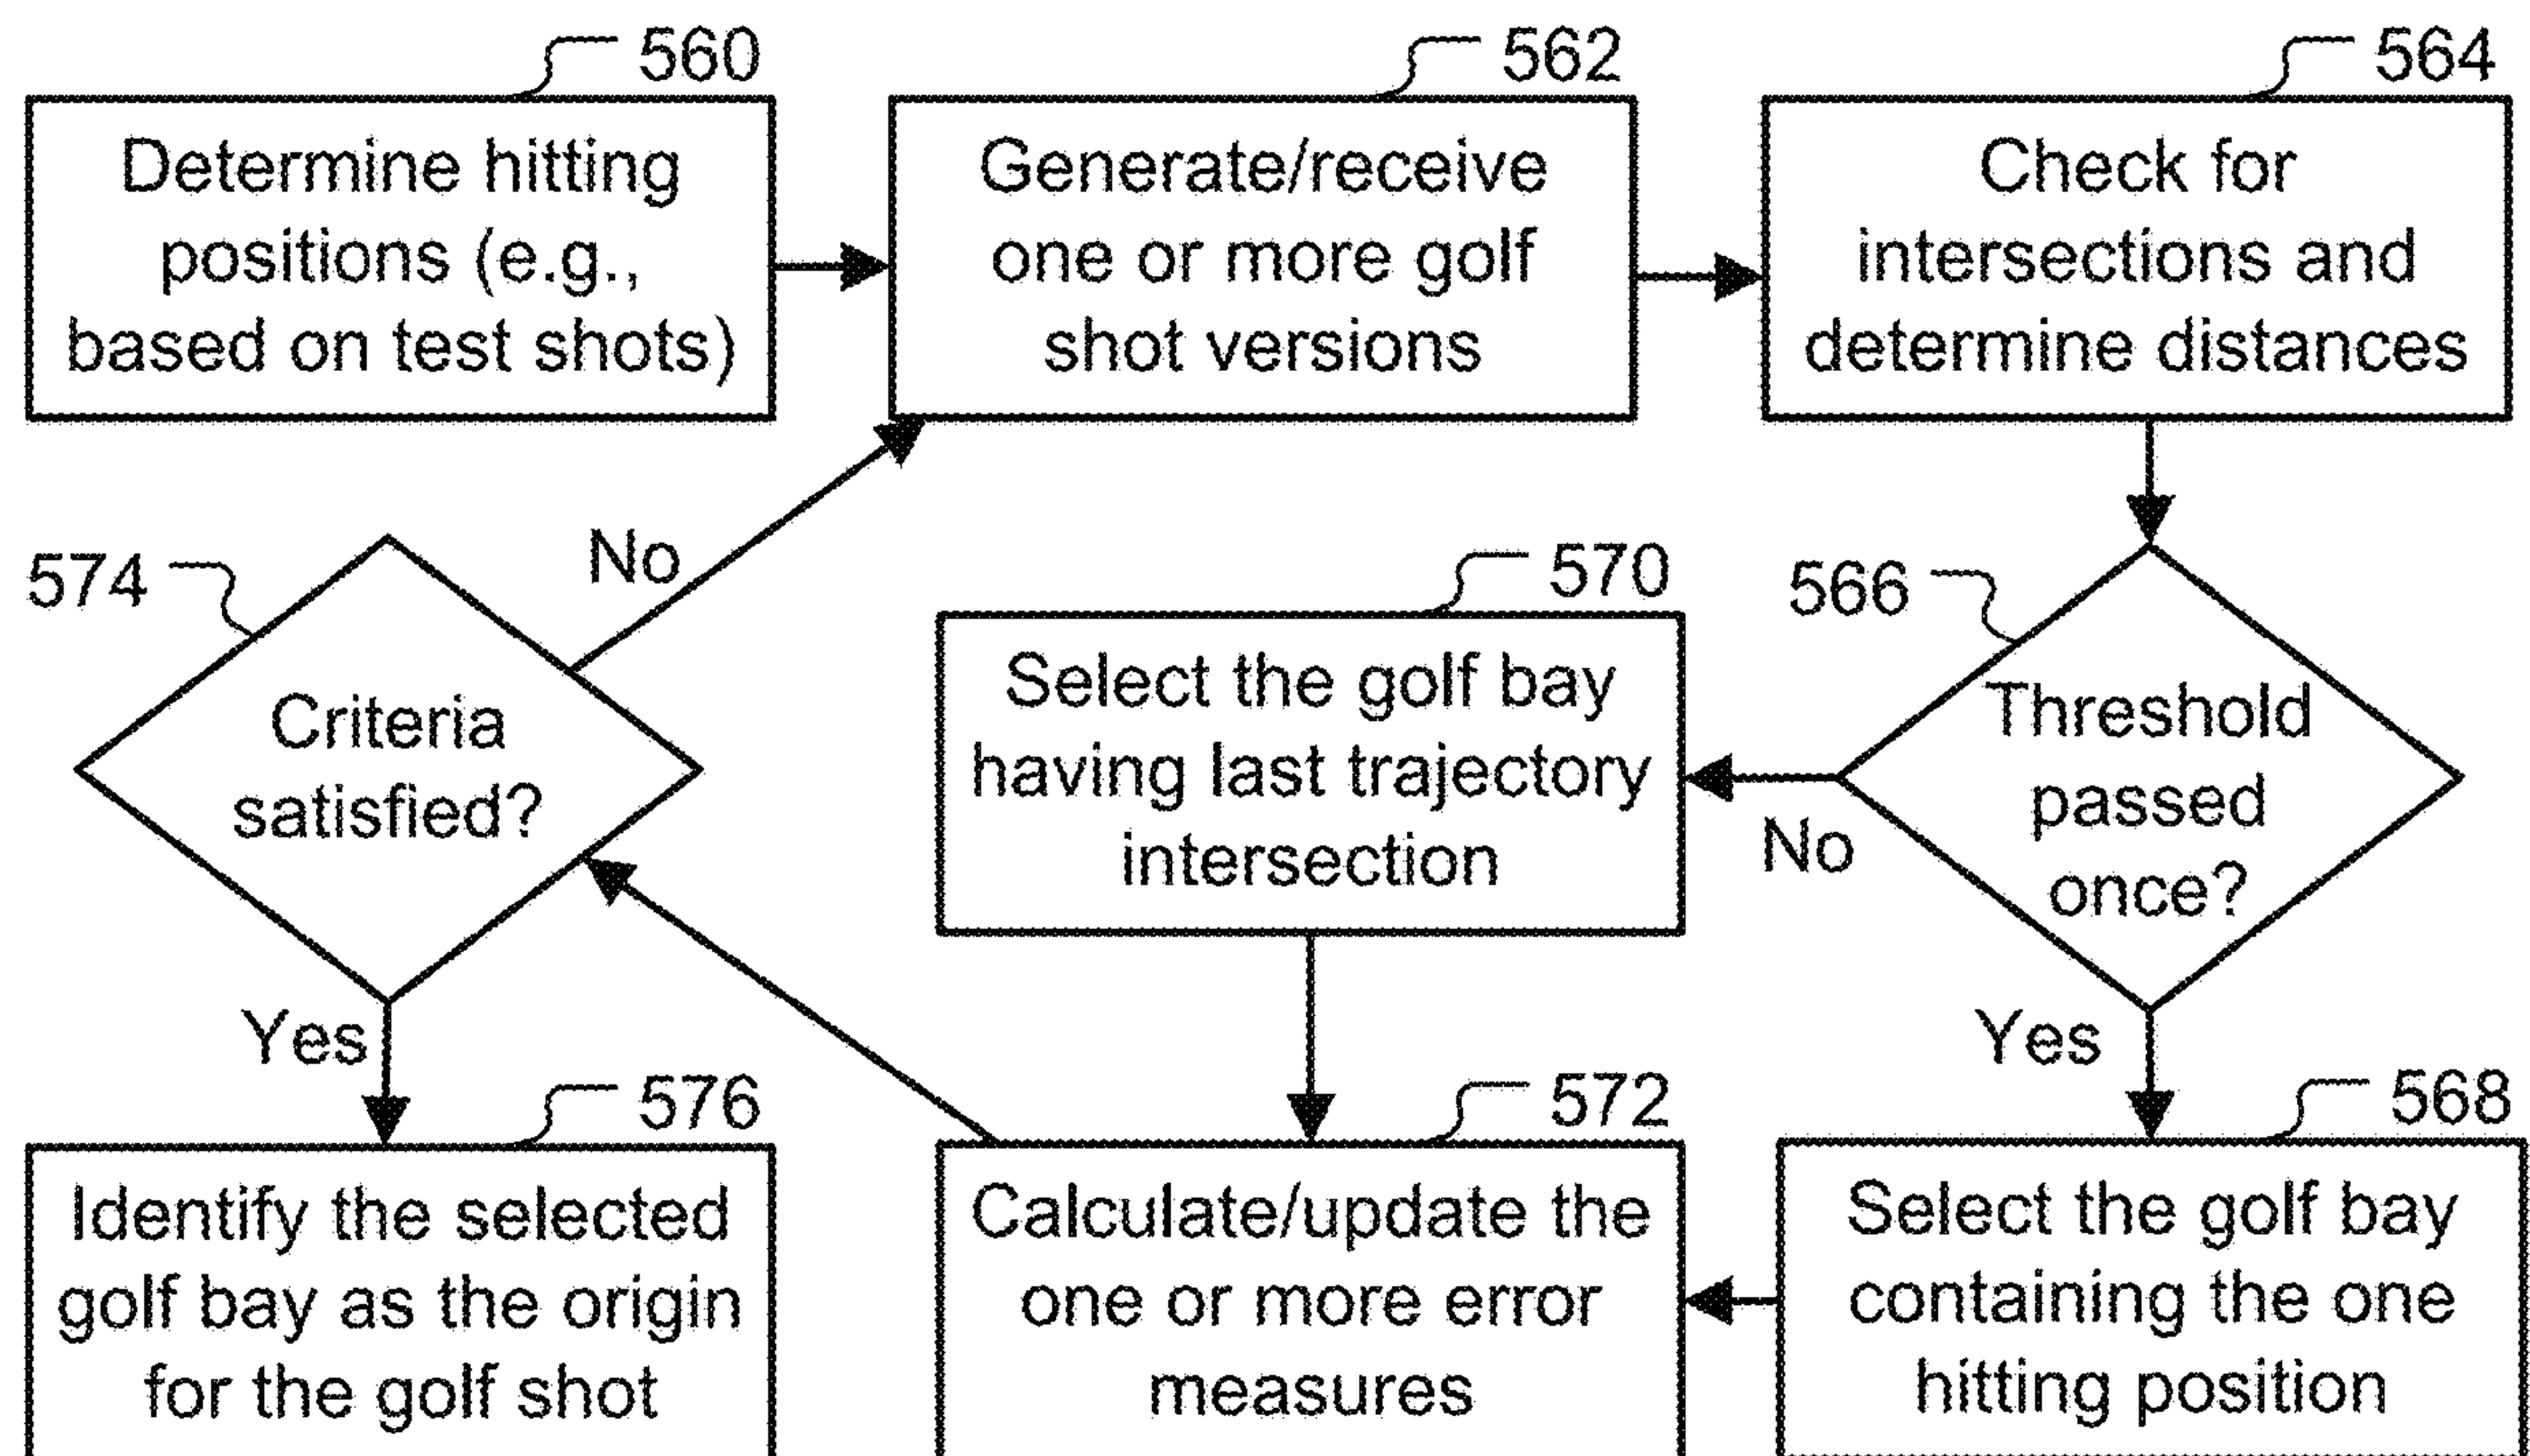 560
Determine hitting
positions (e.g.,
based on test shots)
562
Generate/receive
one or more golf
shot versions
564
Check for
intersections and
determine distances
566
Threshold
passed
once?
No
Yes
570
Select the golf bay
having last trajectory
intersection
568
Select the golf bay
containing the one
hitting position
572
Calculate/update the
one or more error
measures
574
Criteria
satisfied?
No
Yes
576
Identify the selected
golf bay as the origin
for the golf shot